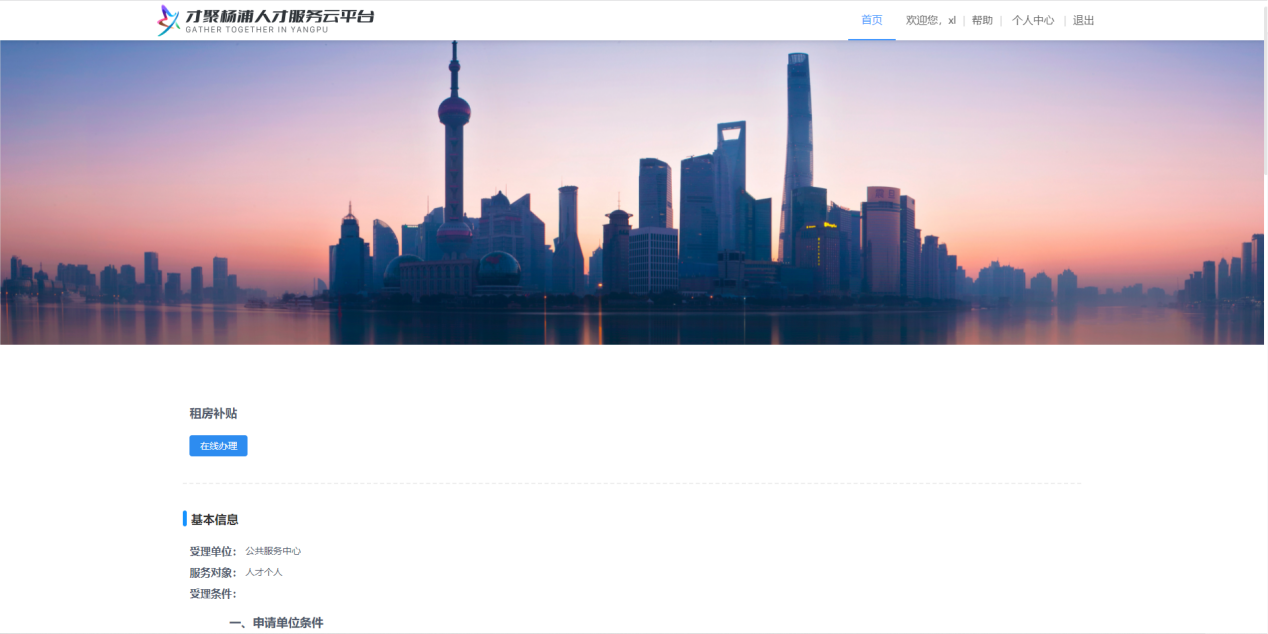 才聚杨浦人才服务云平台
GATHER TOGETHER IN YANGPU
首页 欢迎您，xl | 帮助 | 个人中心 | 退出
租房补贴
在线办理
基本信息
受理单位： 公共服务中心
服务对象： 人才个人
受理条件：
一、申请单位条件